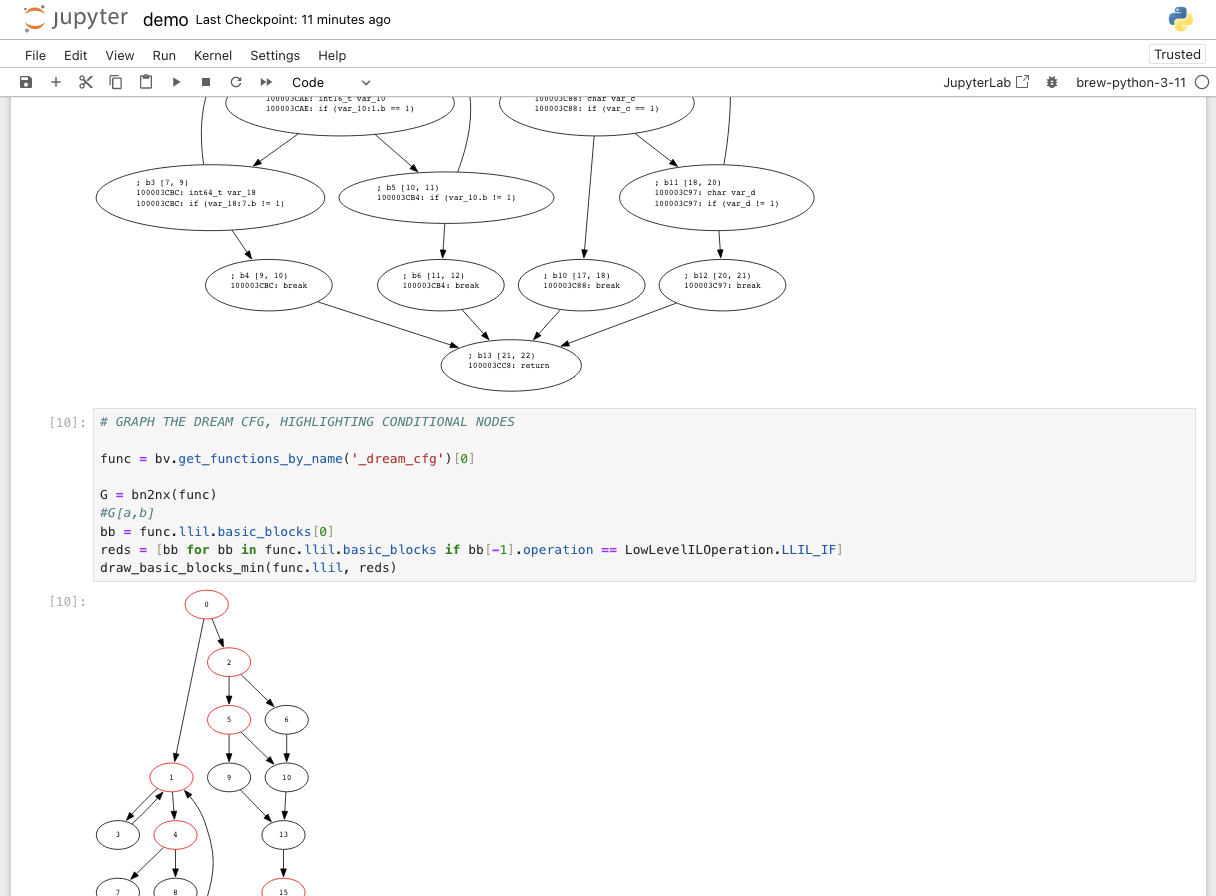 jupyter demo Last Checkpoint: 11 minutes ago
File Edit View Run Kernel Settings Help Trusted
Code JupyterLab brew-python-3-11
100003CAE: int16_t var_10
100003CAE: if (var_10:1.b == 1)
100003C88: char var_c
100003C88: if (var_c == 1)
; b3 [7, 9)
100003CBC: int64_t var_18
100003CBC: if (var_18:7.b != 1)
; b5 [10, 11)
100003CB4: if (var_10.b != 1)
; b11 [18, 20)
100003C97: char var_d
100003C97: if (var_d != 1)
; b4 [9, 10)
100003CBC: break
; b6 [11, 12)
100003CB4: break
; b10 [17, 18)
100003C88: break
; b12 [20, 21)
100003C97: break
; b13 [21, 22)
100003CC8: return
[10]:
# GRAPH THE DREAM CFG, HIGHLIGHTING CONDITIONAL NODES
func = bv.get_functions_by_name('_dream_cfg')[0]
G = bn2nx(func)
#G[a,b]
bb = func.llil.basic_blocks[0]
reds = [bb for bb in func.llil.basic_blocks if bb[-1].operation == LowLevelILOperation.LLIL_IF]
draw_basic_blocks_min(func.llil, reds)
[10]:
0
2
5 6
1 9 10
3 4 13
7 8 15